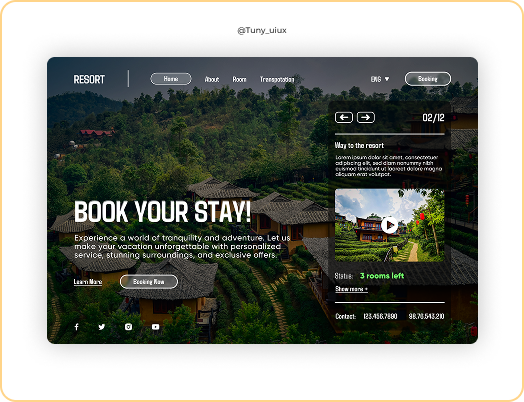 @Tuny_uiux
RESORT
Home
About
Room
Transpotation
ENG ▼
Booking
02/12
Way to the resort
Lorem ipsum dolor sit amet, consectetuer
adipiscing elit, sed diam nonummy nibh
euismod tincidunt ut laoreet dolore magna
aliquam erat volutpat.
BOOK YOUR STAY!
Experience a world of tranquility and adventure. Let us
make your vacation unforgettable with personalized
service, stunning surroundings, and exclusive offers.
Learn More
Booking Now
Status:
3 rooms left
Show more +
Contact:
123.456.7890
98.76.543.210